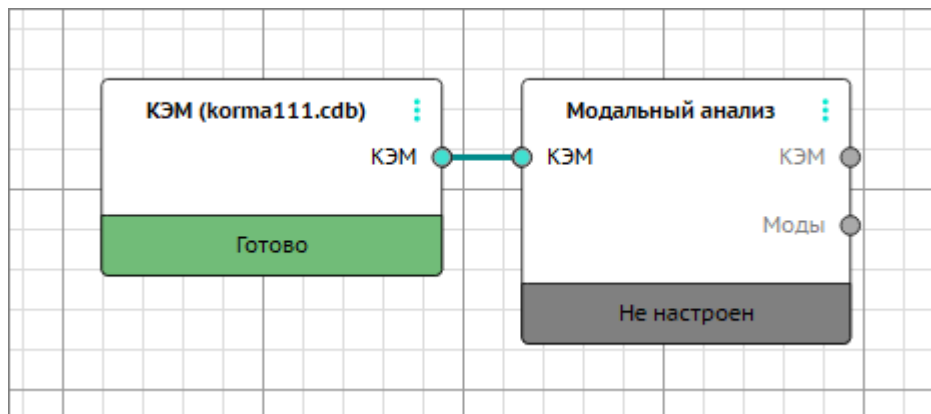 КЭМ (korma111.cdb)
КЭМ
Готово
Модальный анализ
КЭМ КЭМ
Моды
Не настроен